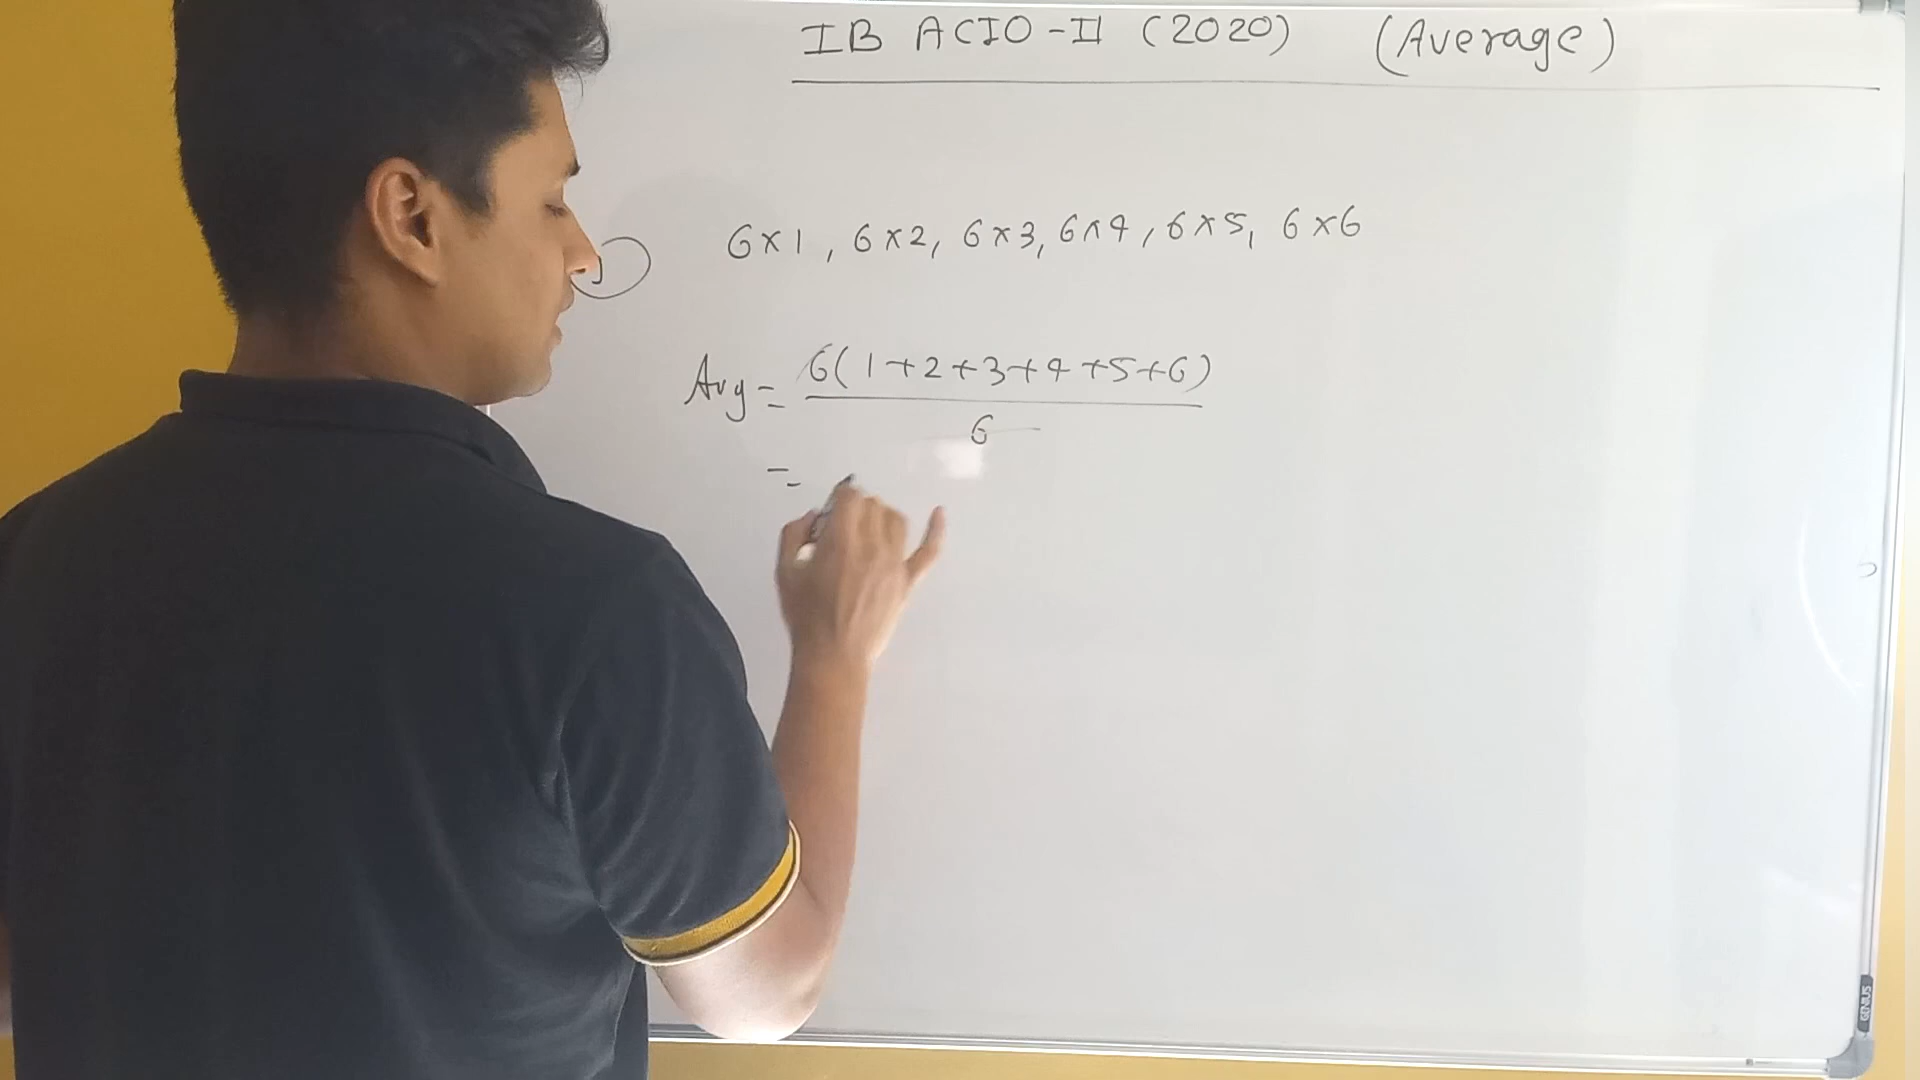 IB ACIO-II (2020) (Average)
6×1, 6×2, 6×3, 6×4, 6×5, 6×6
Avg = 6(1+2+3+4+5+6)
6
=
GENIUS